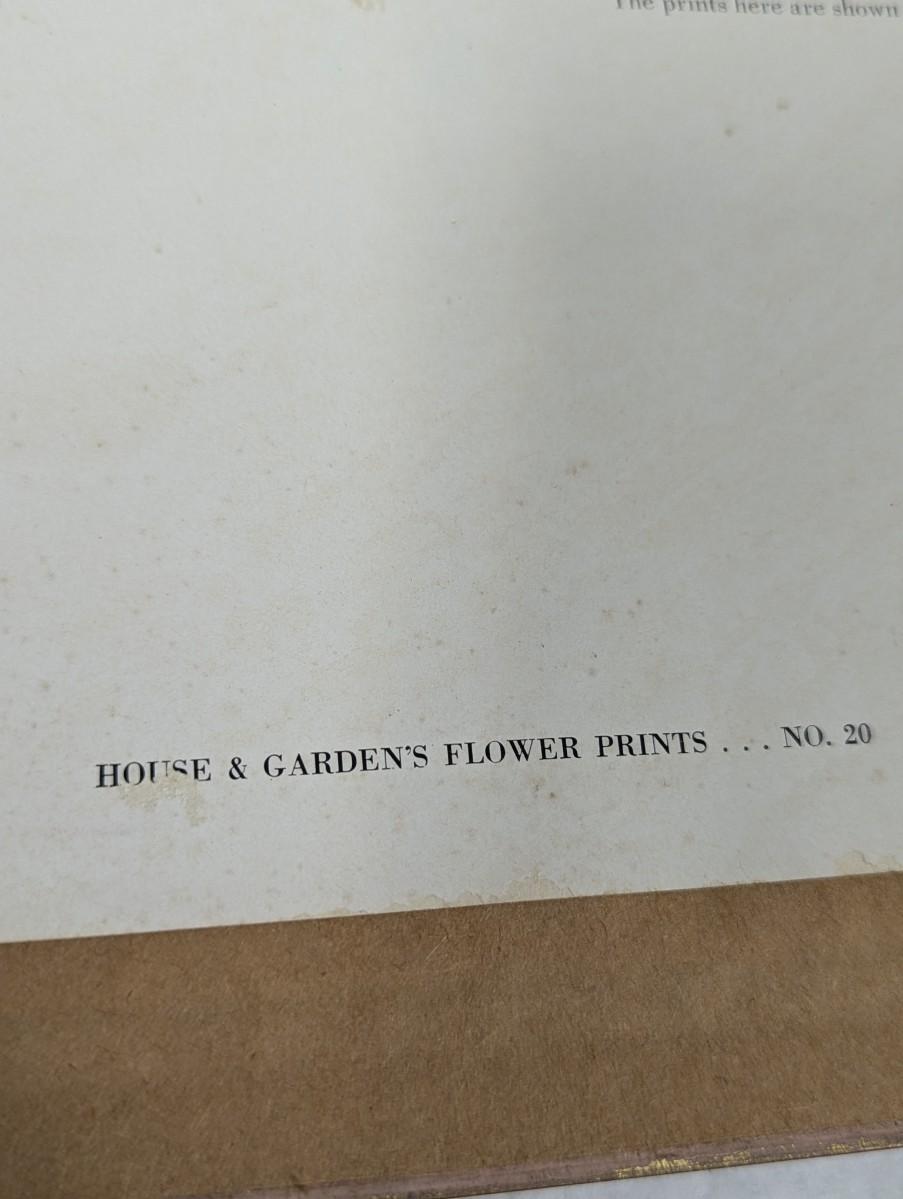 The prints here are shown
HOUSE & GARDEN'S FLOWER PRINTS . . . NO. 20